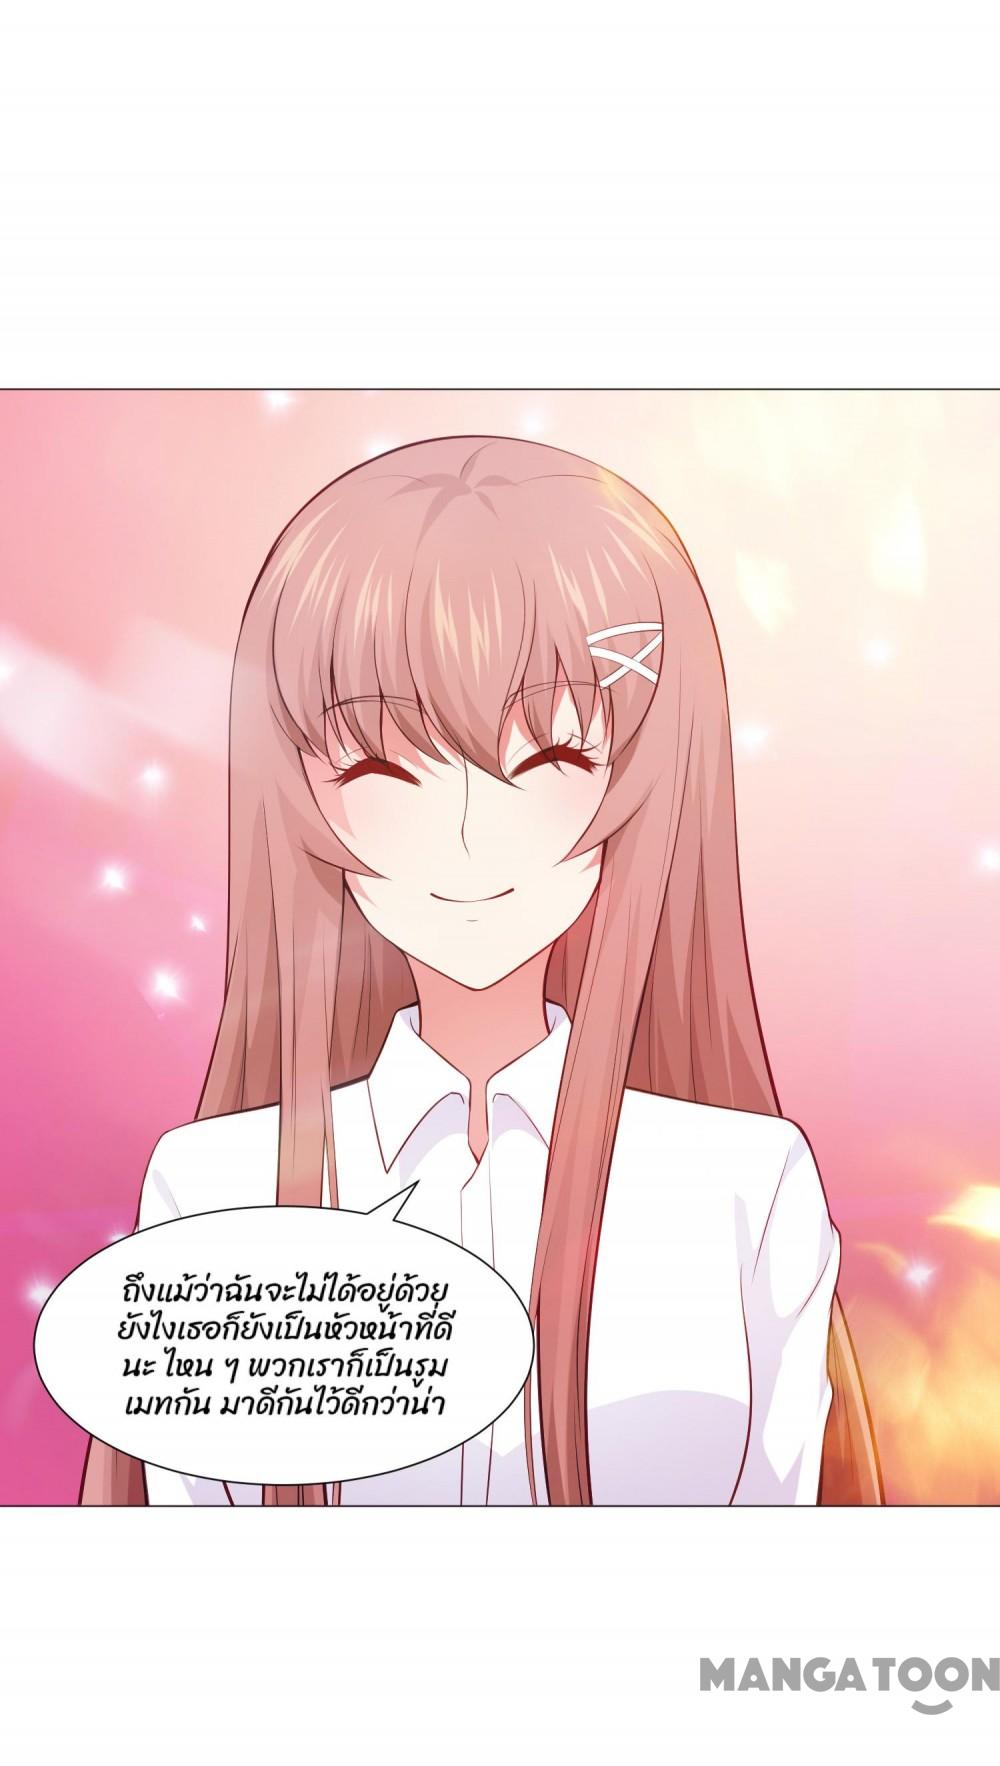 ถึงแม้ว่าฉันจะไม่ได้อยู่ด้วย
ยังไงเธอก็ยังเป็นหัวหน้าที่ดี
นะ ไหน ๆ พวกเราก็เป็นรูม
เมทกัน มาดีกันไว้ดีกว่าน่า
MANGATOON